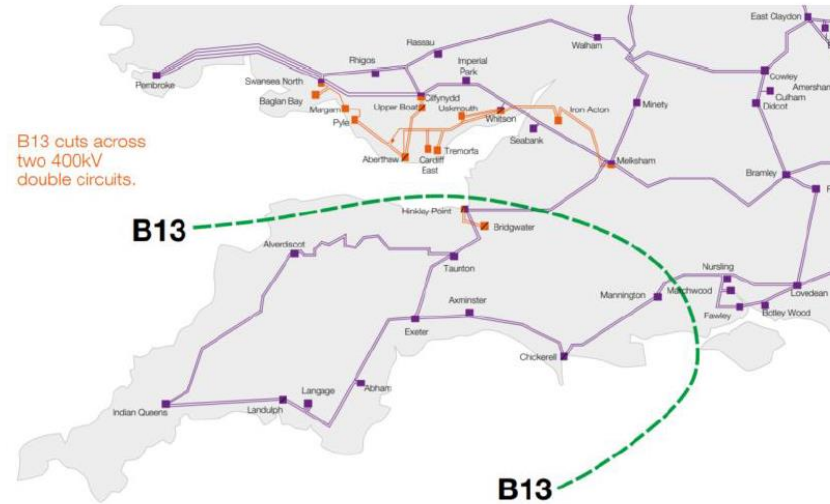 East Claydon
Walham
Rassau
Imperial
Park
Rhigos
Cowley
Pembroke
Swansea North
Amersham
Culham
Baglan Bay
Cilfynydd
Minety
Didcot
Margam
Upper Boat
Uskmouth
Iron Acton
Pyle
Whitson
Seabank
B13 cuts across
two 400kV
double circuits.
Aberthaw
Cardiff
East
Tremorfa
Melksham
Bramley
B13
Hinkley Point
Bridgwater
Alverdiscot
Taunton
Nursling
Mannington
Marchwood
Lovedean
Axminster
Fawley
Botley Wood
Exeter
Chickerell
Abham
Langage
Indian Queens
Landulph
B13